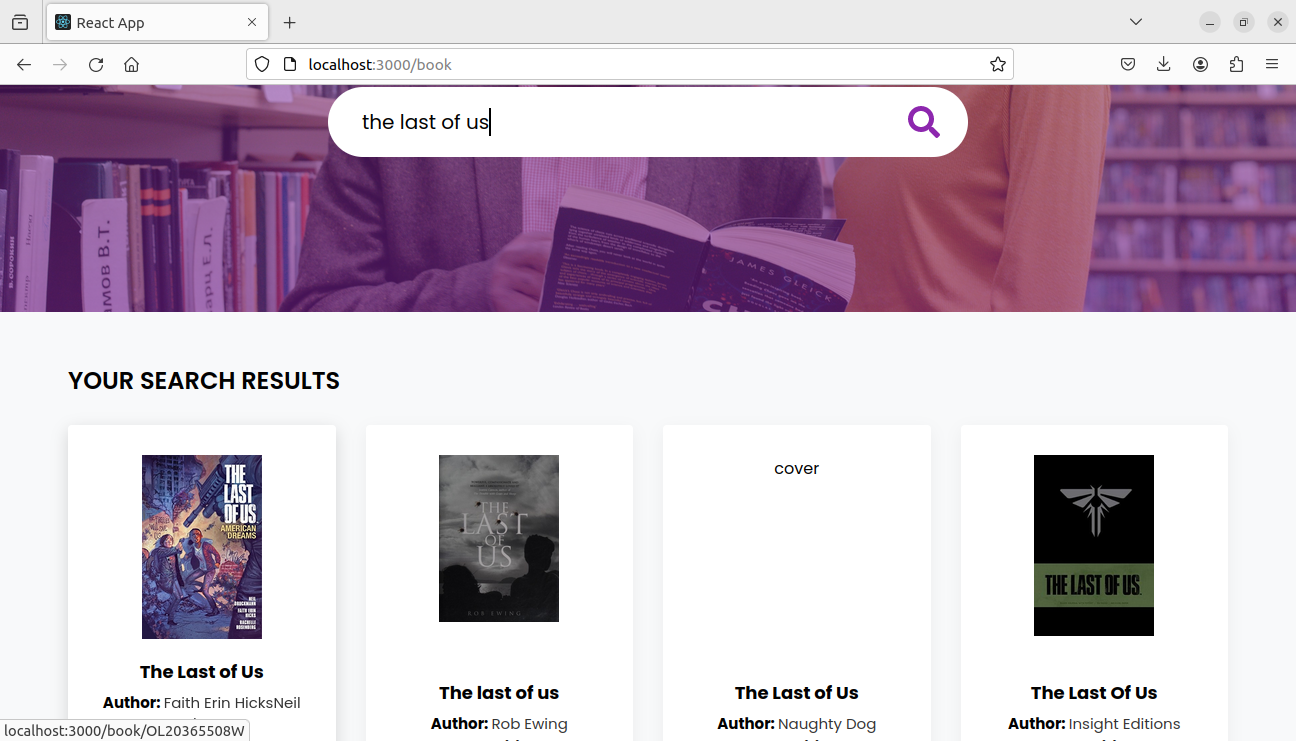 React App
localhost:3000/book
the last of us
замов В.Т.
JAMES GLEICK
YOUR SEARCH RESULTS
THE
LAST
OF US
AMERICAN
DREAMS
NEIL
DRUCKMANN
FAITH ERIN
HICKS
RACHELLE
ROSENBERG
The Last of Us
Author: Faith Erin HicksNeil
THE
LAST
OF
US
ROB EWING
The last of us
Author: Rob Ewing
cover
The Last of Us
Author: Naughty Dog
THE LAST OF US
The Last Of Us
Author: Insight Editions
localhost:3000/book/OL20365508W